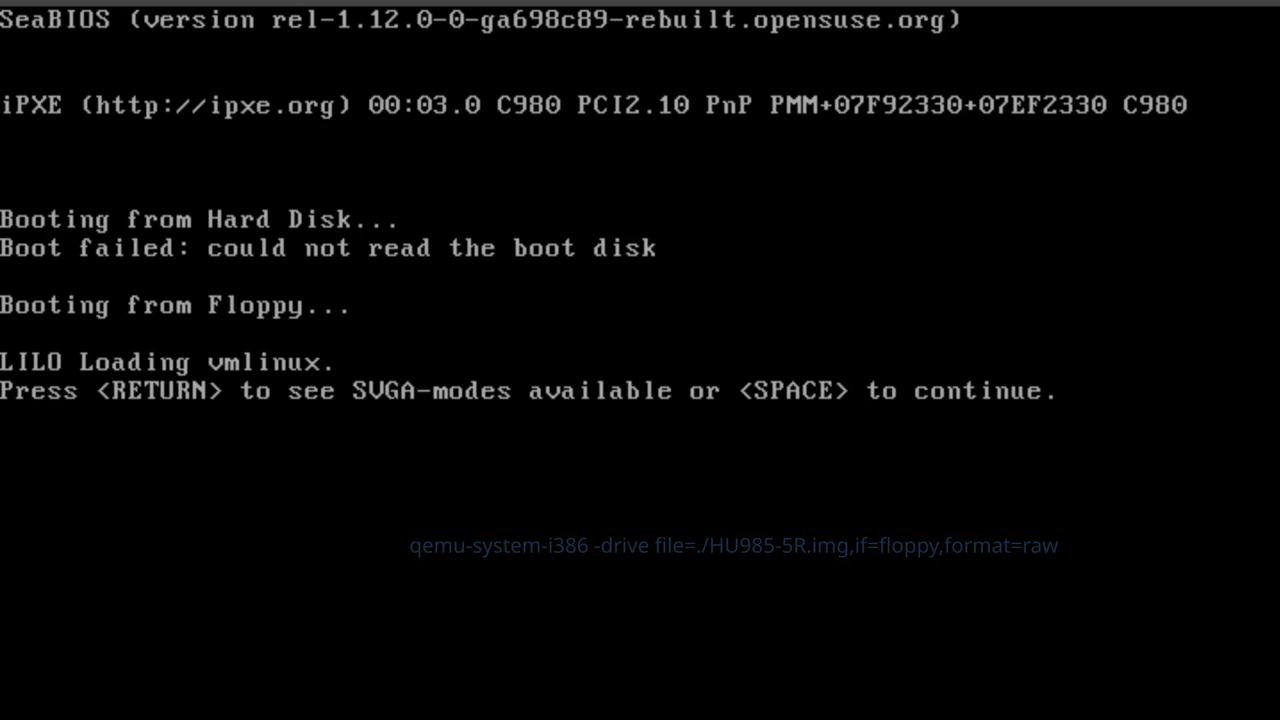 SeaBIOS (version rel-1.12.0-0-ga698c89-rebuilt.opensuse.org)
iPXE (http://ipxe.org) 00:03.0 C980 PCI2.10 PnP PMM+07F92330+07EF2330 C980
Booting from Hard Disk...
Boot failed: could not read the boot disk
Booting from Floppy...
LILO Loading vmlinux.
Press <RETURN> to see SVGA-modes available or <SPACE> to continue.
qemu-system-i386 -drive file=./HU985-5R.img,if=floppy,format=raw